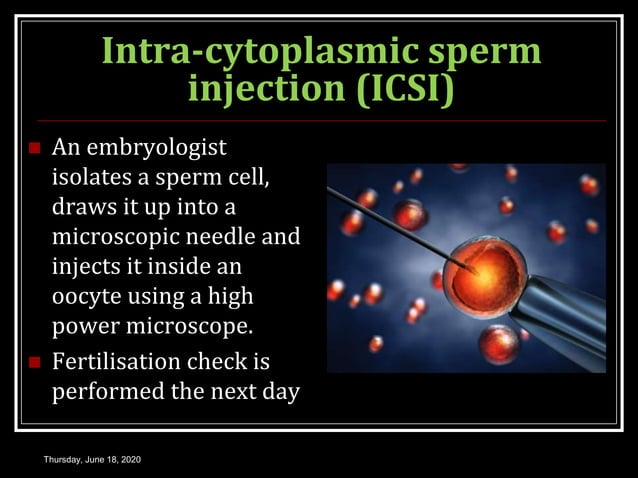 Intra-cytoplasmic sperm
injection (ICSI)
An embryologist
isolates a sperm cell,
draws it up into a
microscopic needle and
injects it inside an
oocyte using a high
power microscope.
Fertilisation check is
performed the next day
Thursday, June 18, 2020